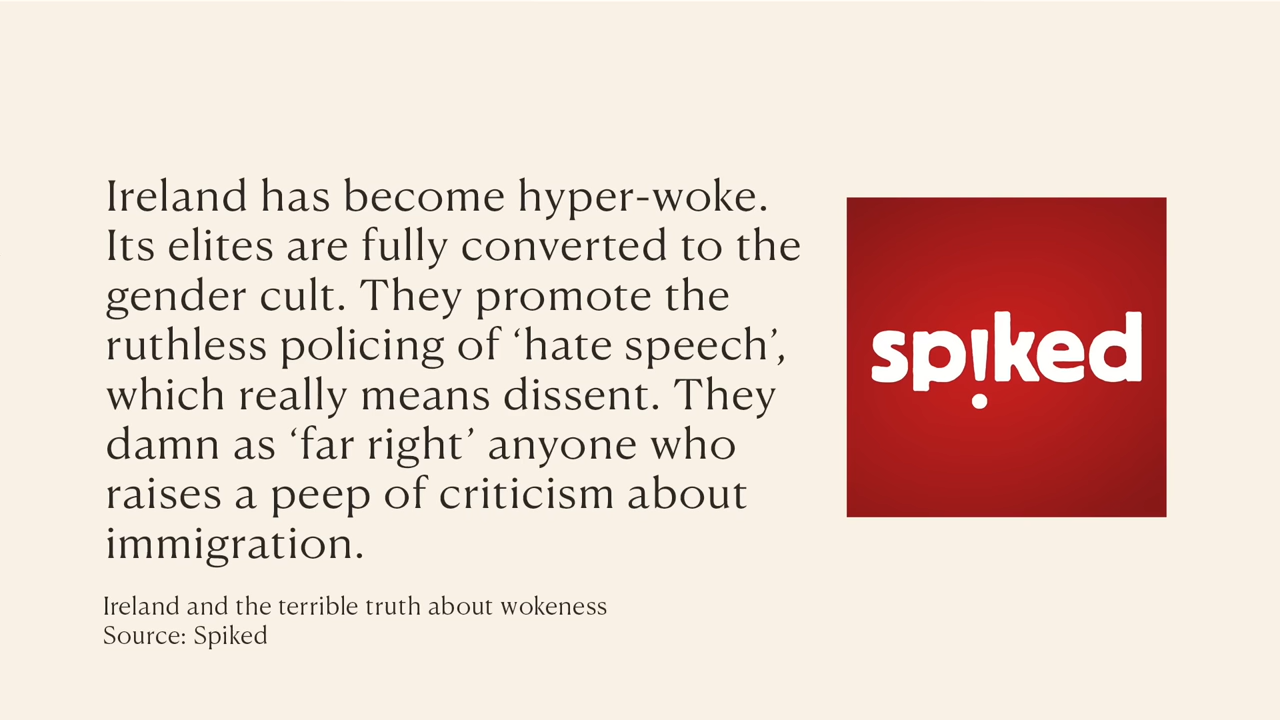 Ireland has become hyper-woke.
Its elites are fully converted to the
gender cult. They promote the
ruthless policing of ‘hate speech’,
which really means dissent. They
damn as ‘far right’ anyone who
raises a peep of criticism about
immigration.
spiked
Ireland and the terrible truth about wokeness
Source: Spiked